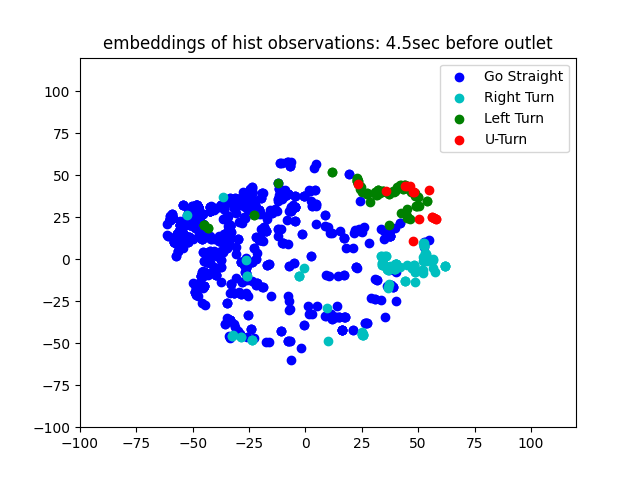 embeddings of hist observations: 4.5sec before outlet
Go Straight
Right Turn
Left Turn
U-Turn
100
75
50
25
0
−25
−50
−75
−100
−100 −75 −50 −25 0 25 50 75 100